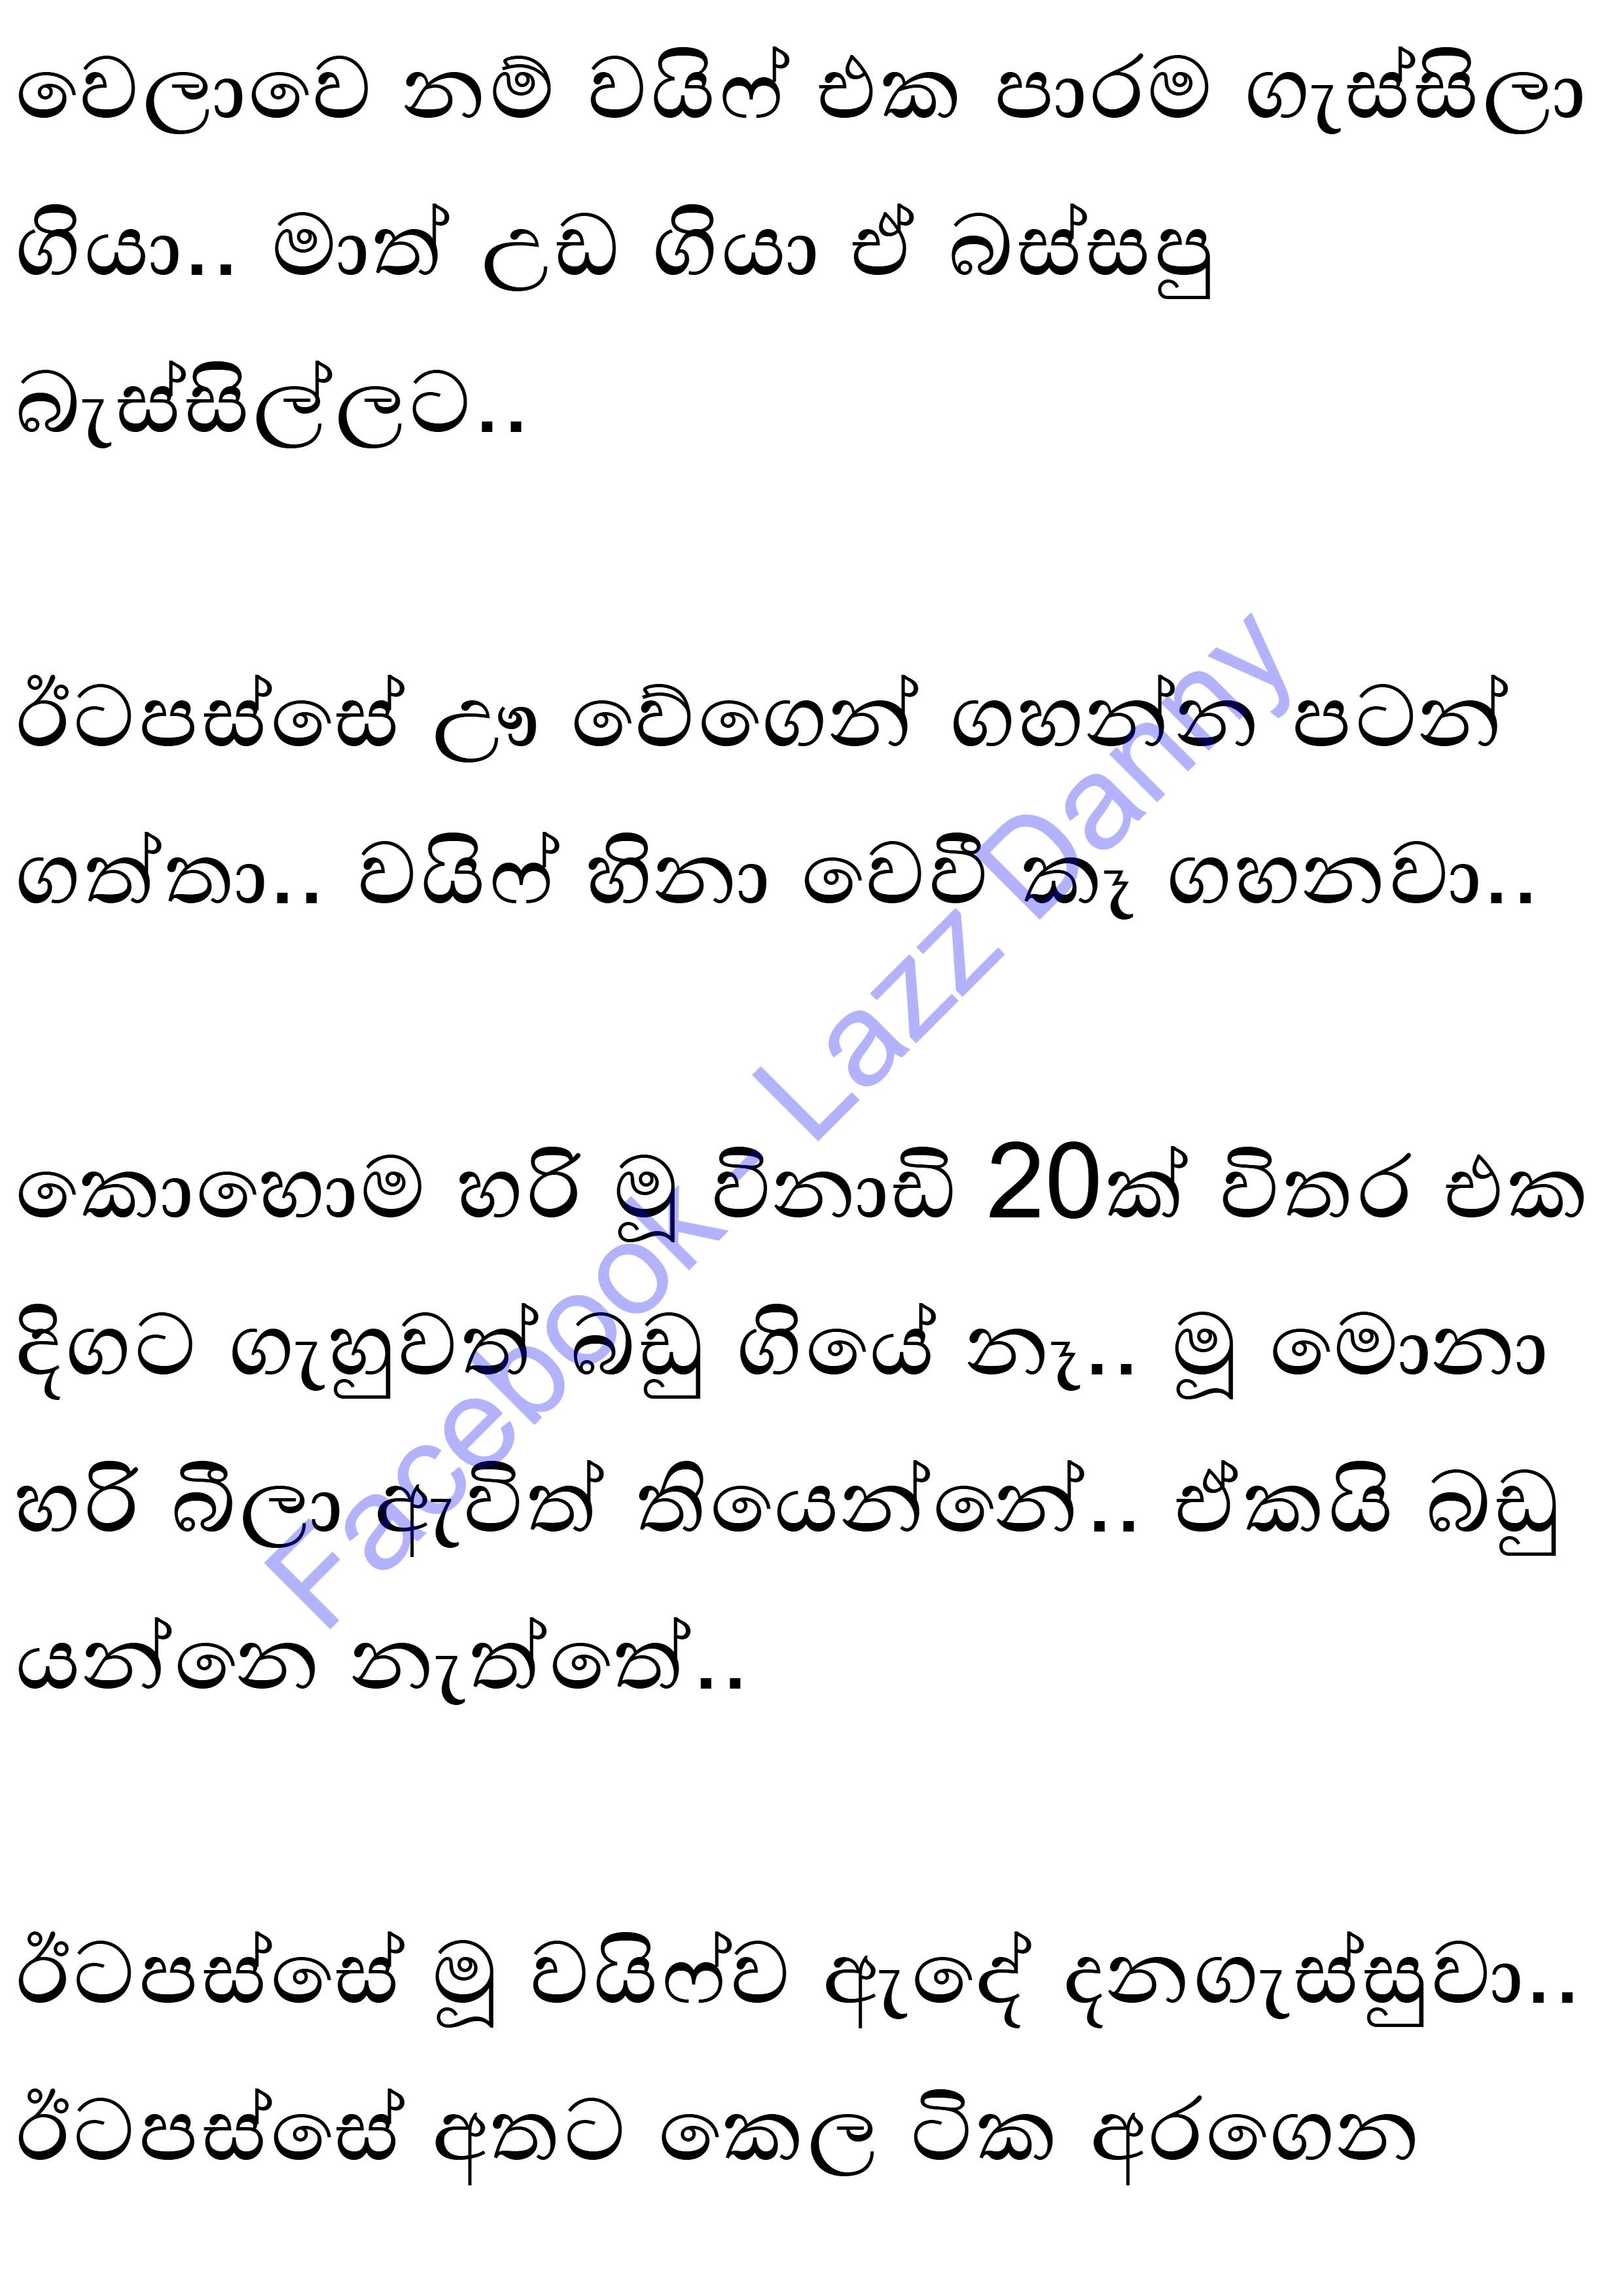 වෙලාවෙ නම් වයිෆ් එක පාරම ගැස්සිලා
ගියා.. මාත් උඩ ගියා ඒ බස්සපු
බැස්සිල්ලට..
ඊටපස්සේ ඌ වේගෙන් ගහන්න පටන්
ගත්තා.. වයිෆ් හිනා වෙවී කෑ ගහනවා..
කොහොම හරි මූ විනාඩි 20ක් විතර එක
දිගට ගැහුවත් බඩු ගියේ නෑ.. මූ මොනා
හරි බීලා ඇවිත් තියෙන්නේ.. ඒකයි බඩු
යන්නෙ නැත්තේ..
ඊටපස්සේ මූ වයිෆ්ව ඇදේ දනගැස්සුවා..
ඊටපස්සේ අතට කෙල ටික අරගෙන
Facebook - Lazz Danny